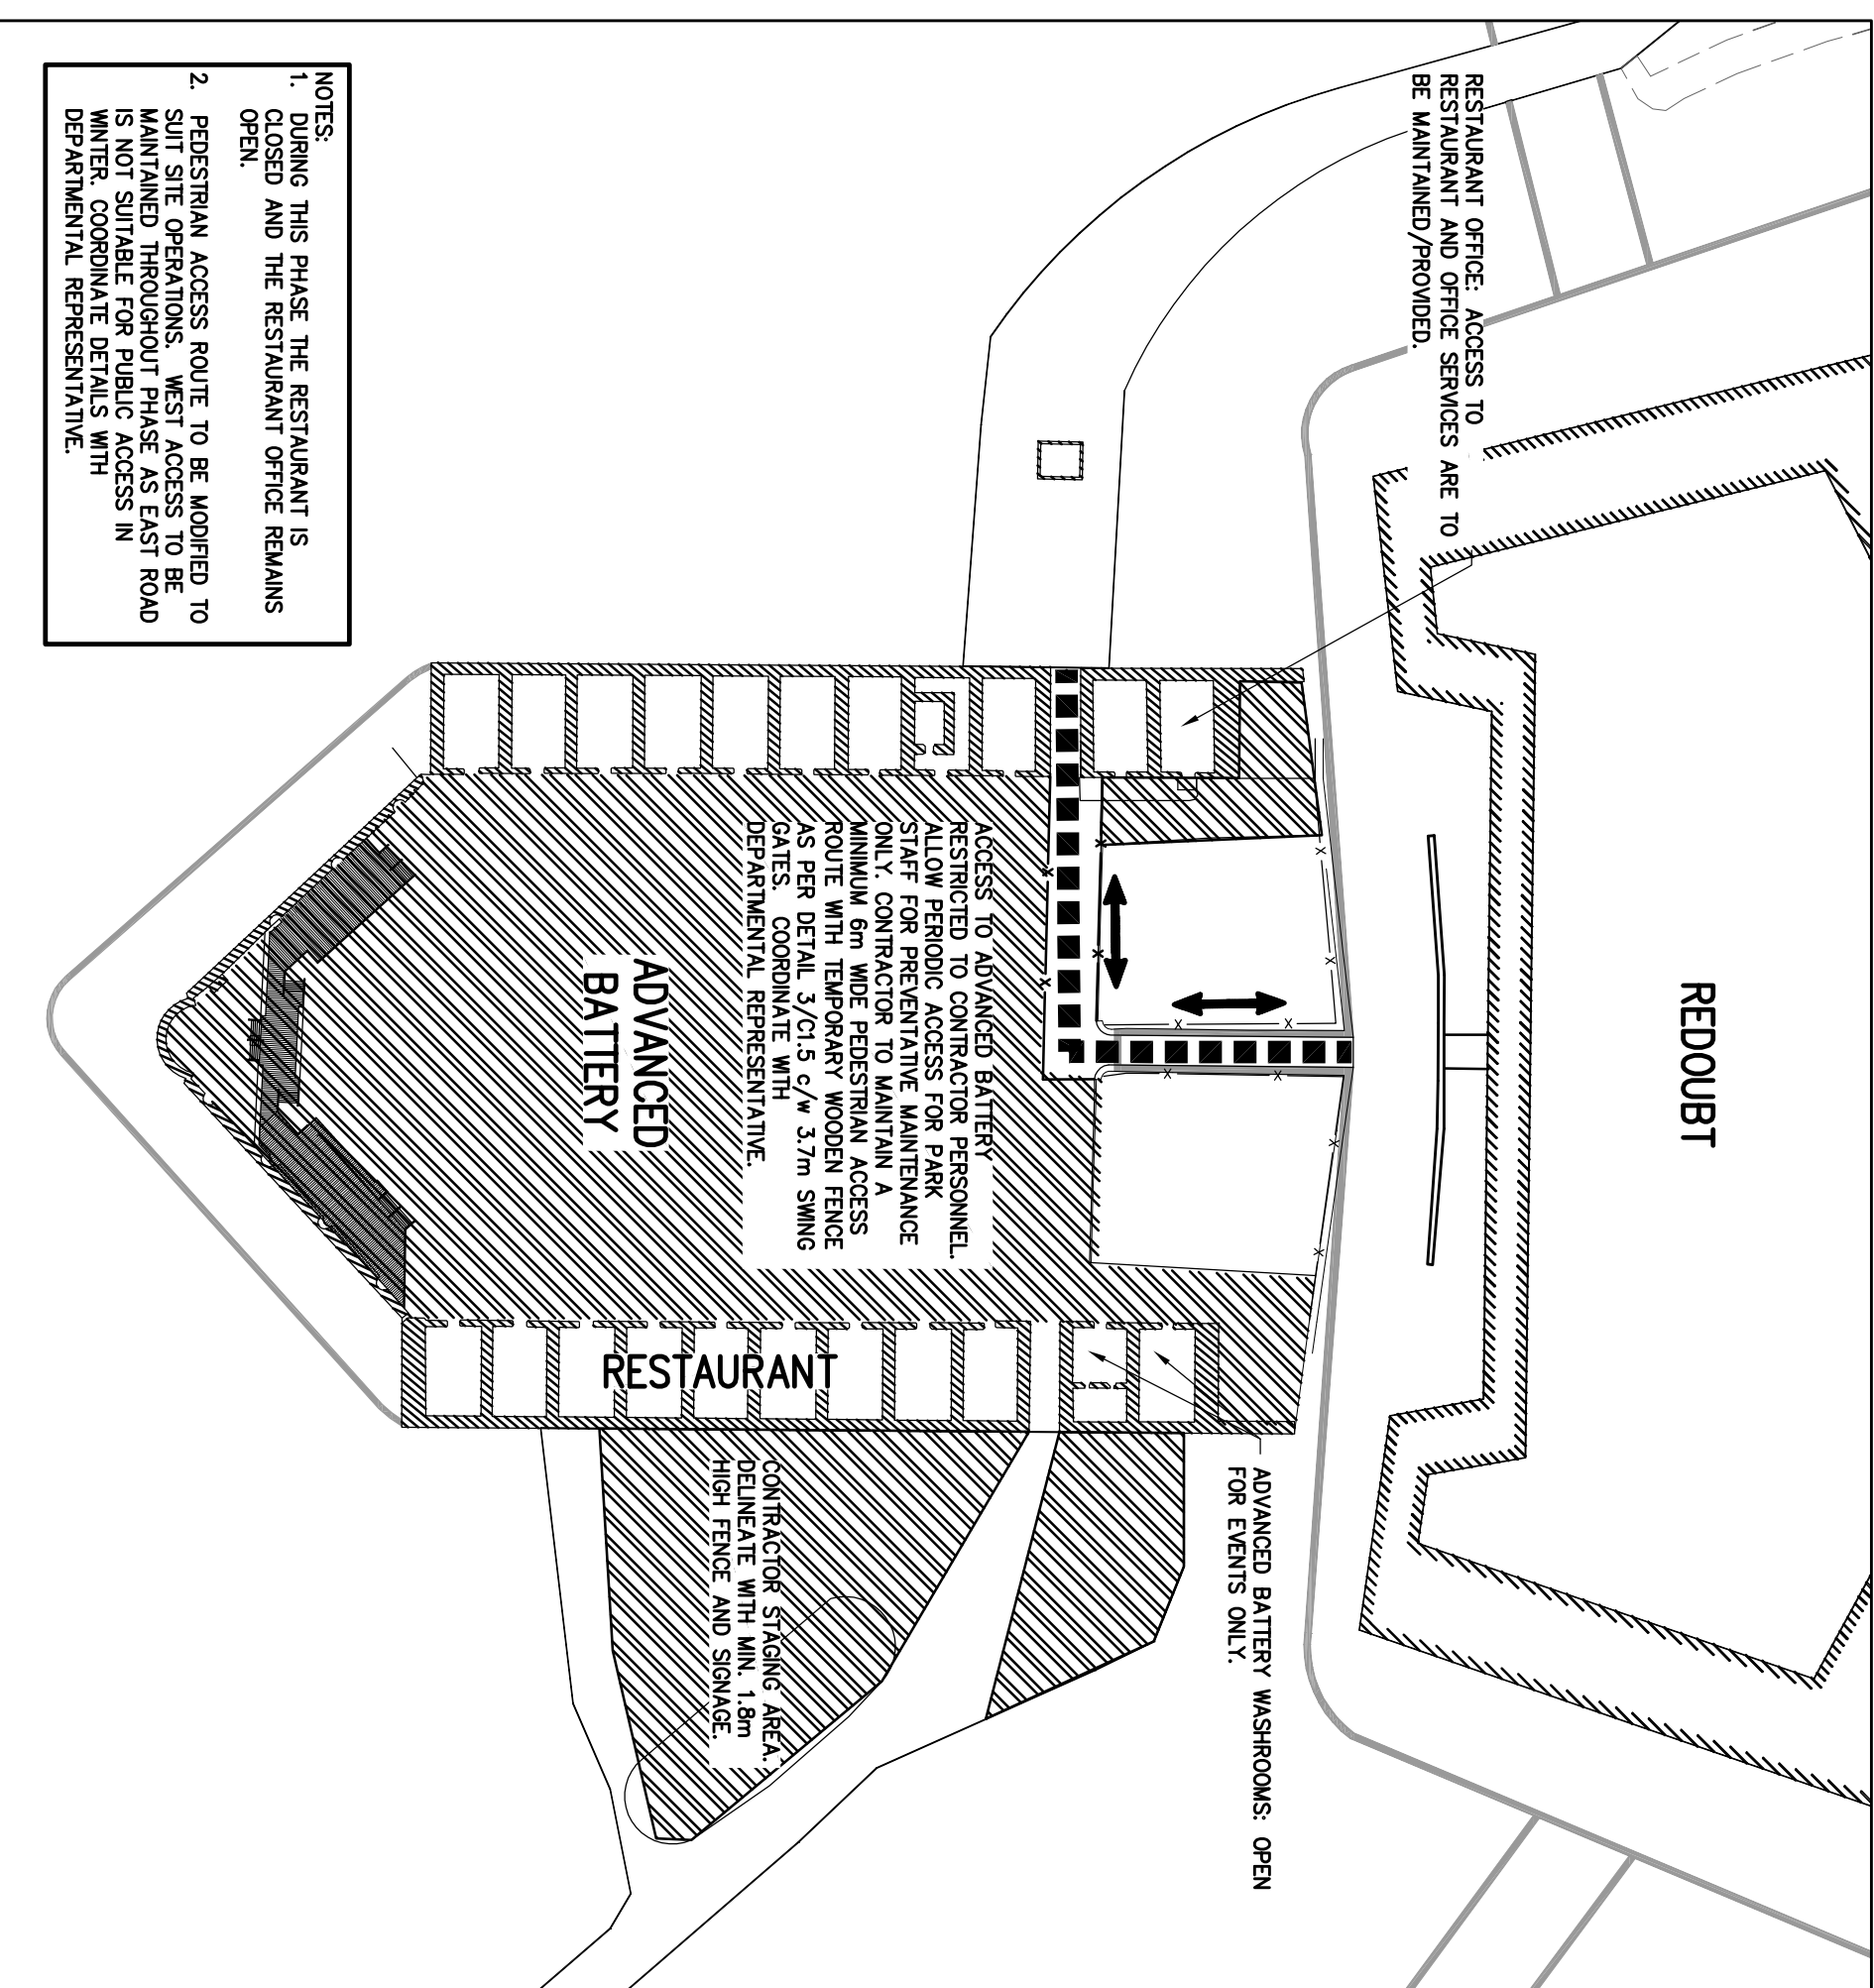 REDOUBT
RESTAURANT OFFICE: ACCESS TO
RESTAURANT AND OFFICE SERVICES ARE TO
BE MAINTAINED/PROVIDED.
ADVANCED BATTERY WASHROOMS: OPEN
FOR EVENTS ONLY.
ACCESS TO ADVANCED BATTERY
RESTRICTED TO CONTRACTOR PERSONNEL.
ALLOW PERIODIC ACCESS FOR PARK
STAFF FOR PREVENTATIVE MAINTENANCE
ONLY. CONTRACTOR TO MAINTAIN A
MINIMUM 6m WIDE PEDESTRIAN ACCESS
ROUTE WITH TEMPORARY WOODEN FENCE
AS PER DETAIL 3/C1.5 c/w 3.7m SWING
GATES. COORDINATE WITH
DEPARTMENTAL REPRESENTATIVE.
ADVANCED
BATTERY
RESTAURANT
CONTRACTOR STAGING AREA.
DELINEATE WITH MIN. 1.8m
HIGH FENCE AND SIGNAGE.
NOTES:
1. DURING THIS PHASE THE RESTAURANT IS
CLOSED AND THE RESTAURANT OFFICE REMAINS
OPEN.
2. PEDESTRIAN ACCESS ROUTE TO BE MODIFIED TO
SUIT SITE OPERATIONS. WEST ACCESS TO BE
MAINTAINED THROUGHOUT PHASE AS EAST ROAD
IS NOT SUITABLE FOR PUBLIC ACCESS IN
WINTER. COORDINATE DETAILS WITH
DEPARTMENTAL REPRESENTATIVE.